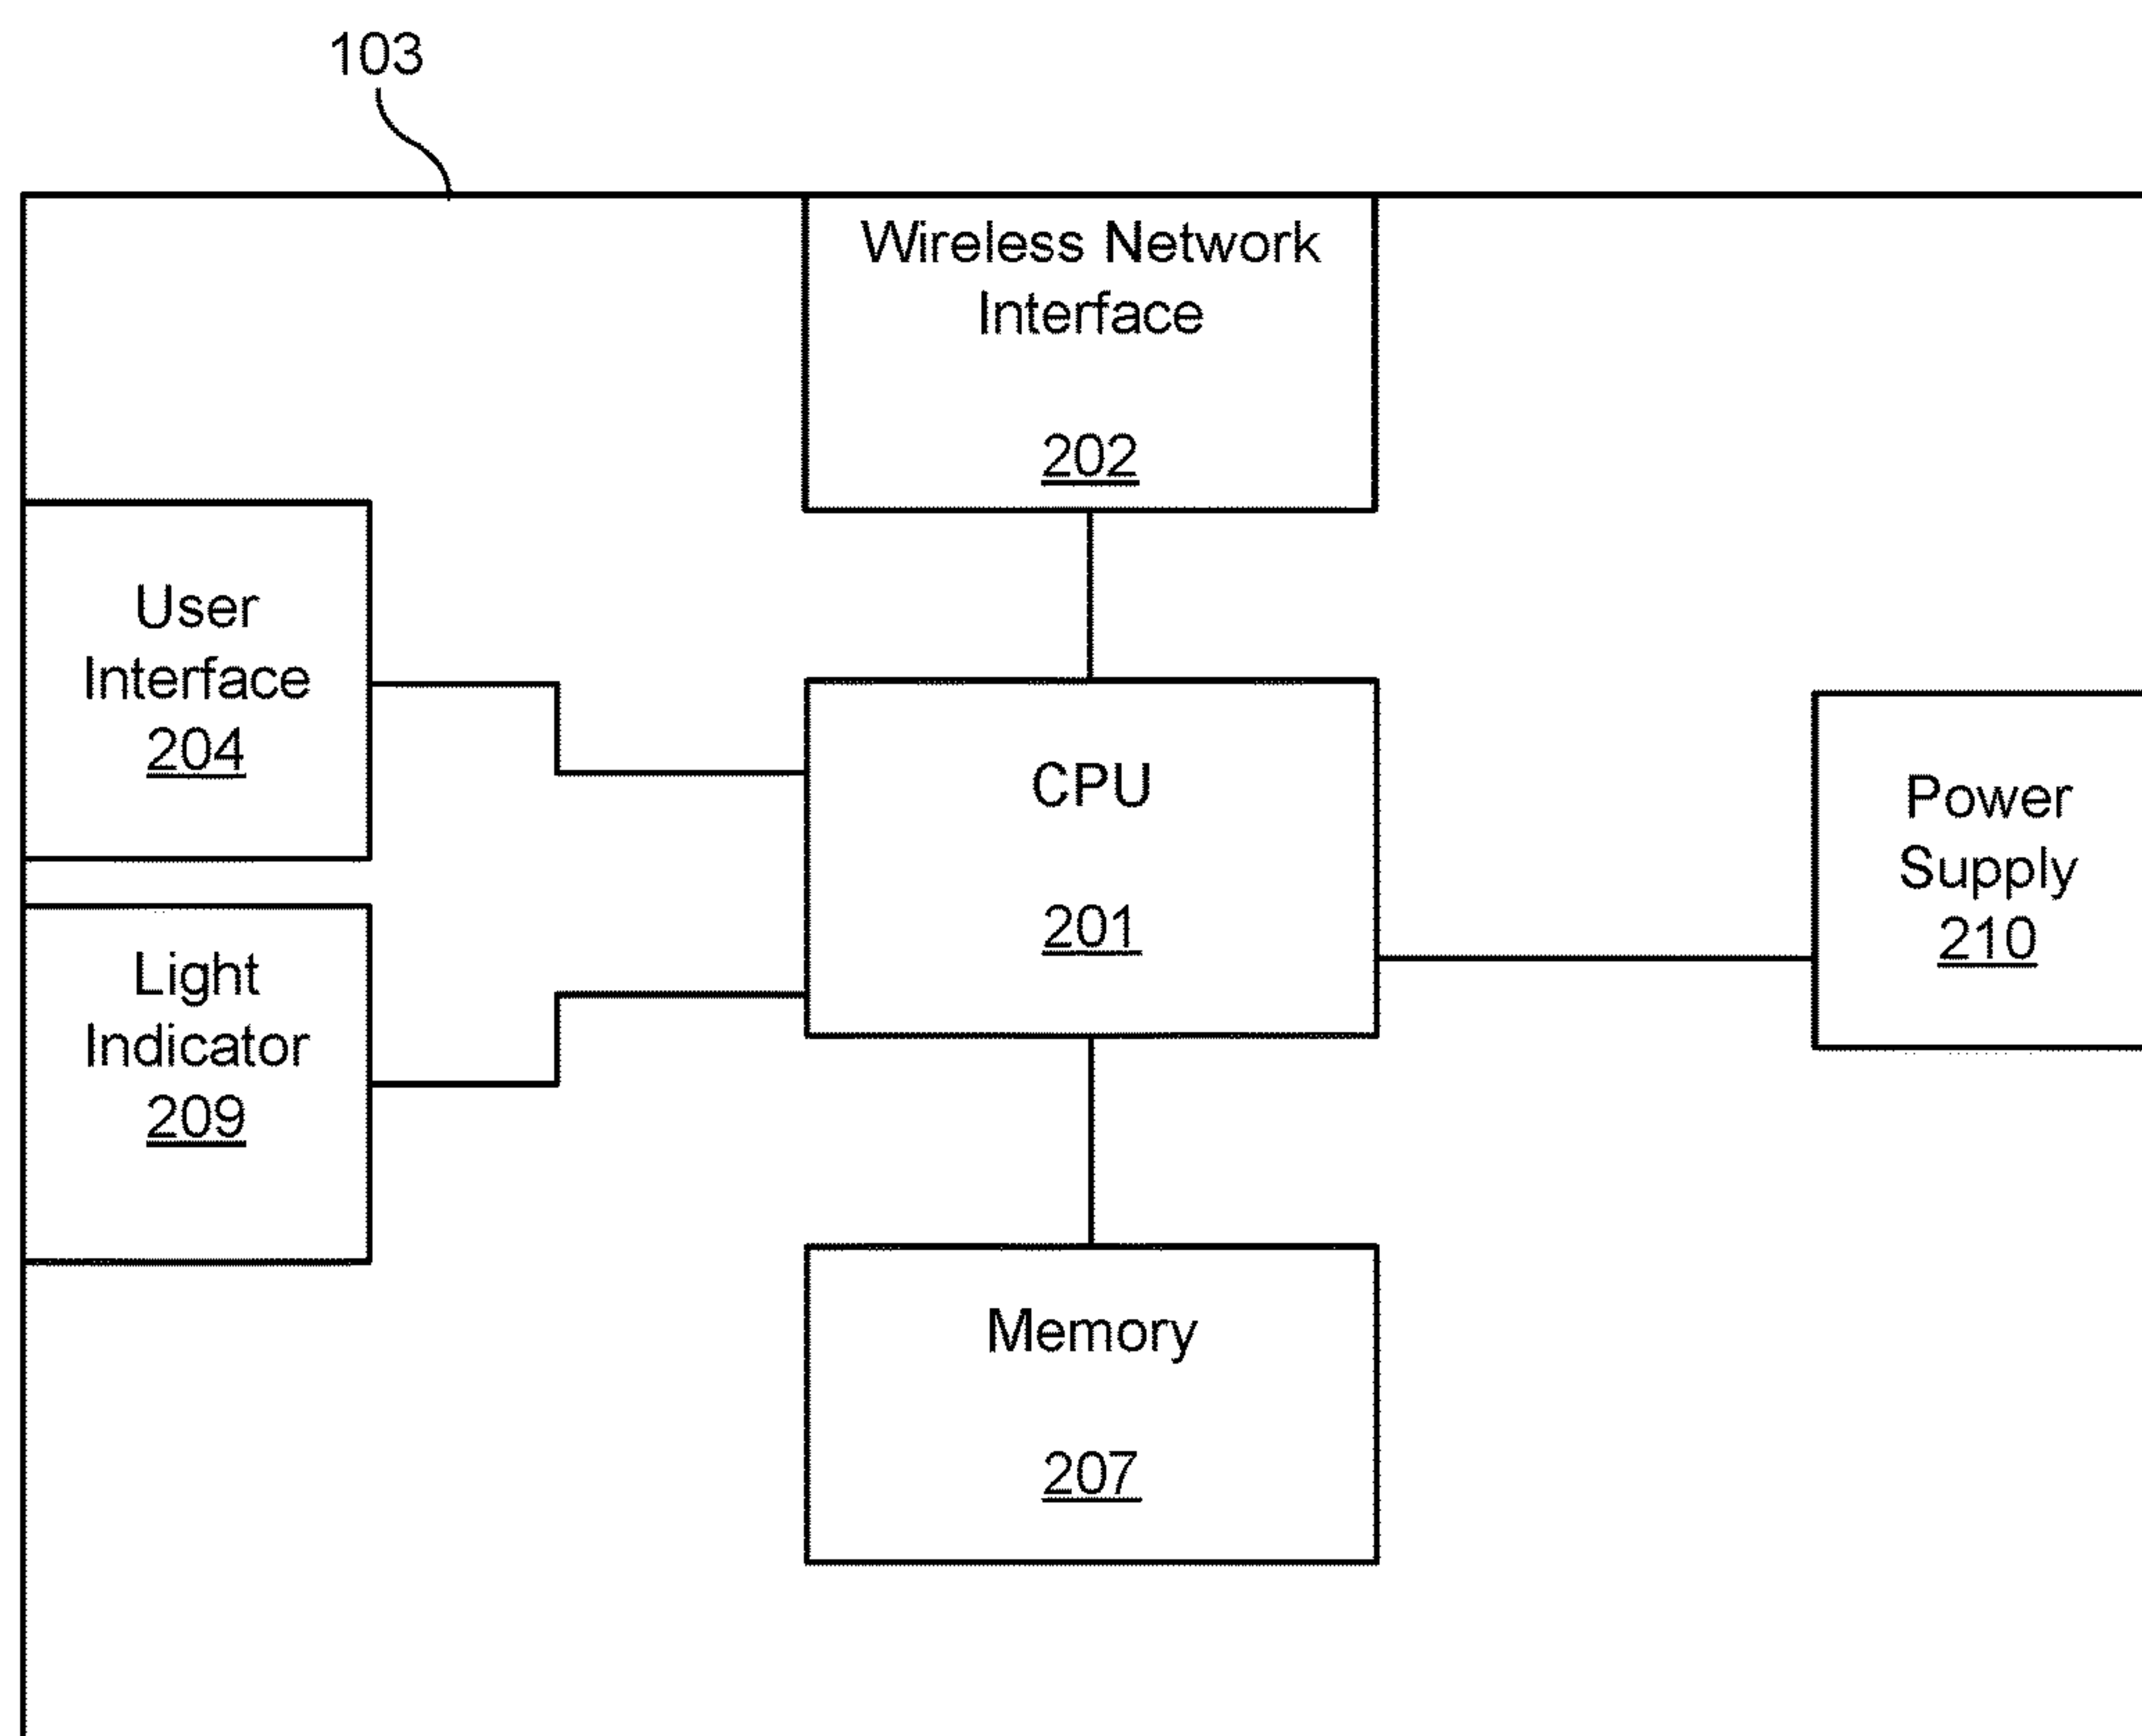 103
Wireless Network
Interface
202
User
Interface
204
CPU
201
Power
Supply
210
Light
Indicator
209
Memory
207